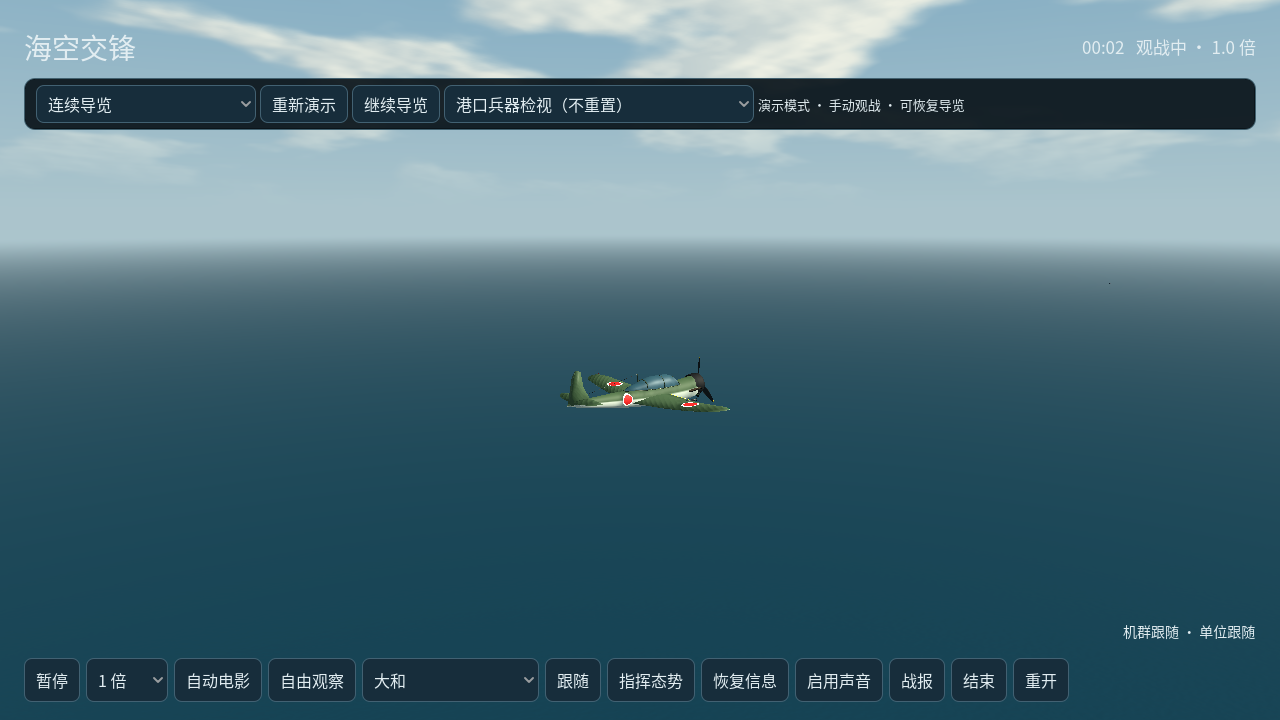 海空交锋
00:02 观战中 · 1.0 倍
连续导览 重新演示 继续导览 港口兵器检视（不重置） 演示模式 · 手动观战 · 可恢复导览
机群跟随 · 单位跟随
暂停 1 倍 自动电影 自由观察 大和 跟随 指挥态势 恢复信息 启用声音 战报 结束 重开